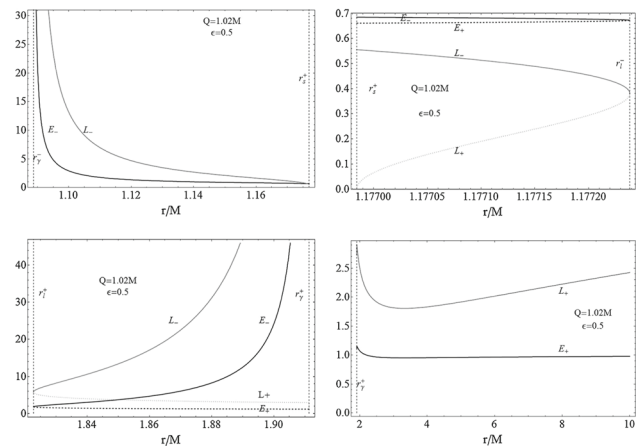 30
25
20
15
10
5
0
Q=1.02M
ϵ=0.5
E₋
L₋
r_γ^-
r_s^+
1.10
1.12
1.14
1.16
r/M
0.7
0.6
0.5
0.4
0.3
0.2
0.1
0.0
E₋
E₊
L₋
r_s^+
Q=1.02M
ϵ=0.5
r_l^-
L₊
1.17700
1.17705
1.17710
1.17715
1.17720
r/M
40
30
20
10
0
r_l^+
Q=1.02M
ϵ=0.5
L₋
E₋
r_γ^+
L+
E₊
1.84
1.86
1.88
1.90
r/M
2.5
2.0
1.5
1.0
0.5
0.0
L₊
Q=1.02M
ϵ=0.5
E₊
r_γ^+
2
4
6
8
10
r/M